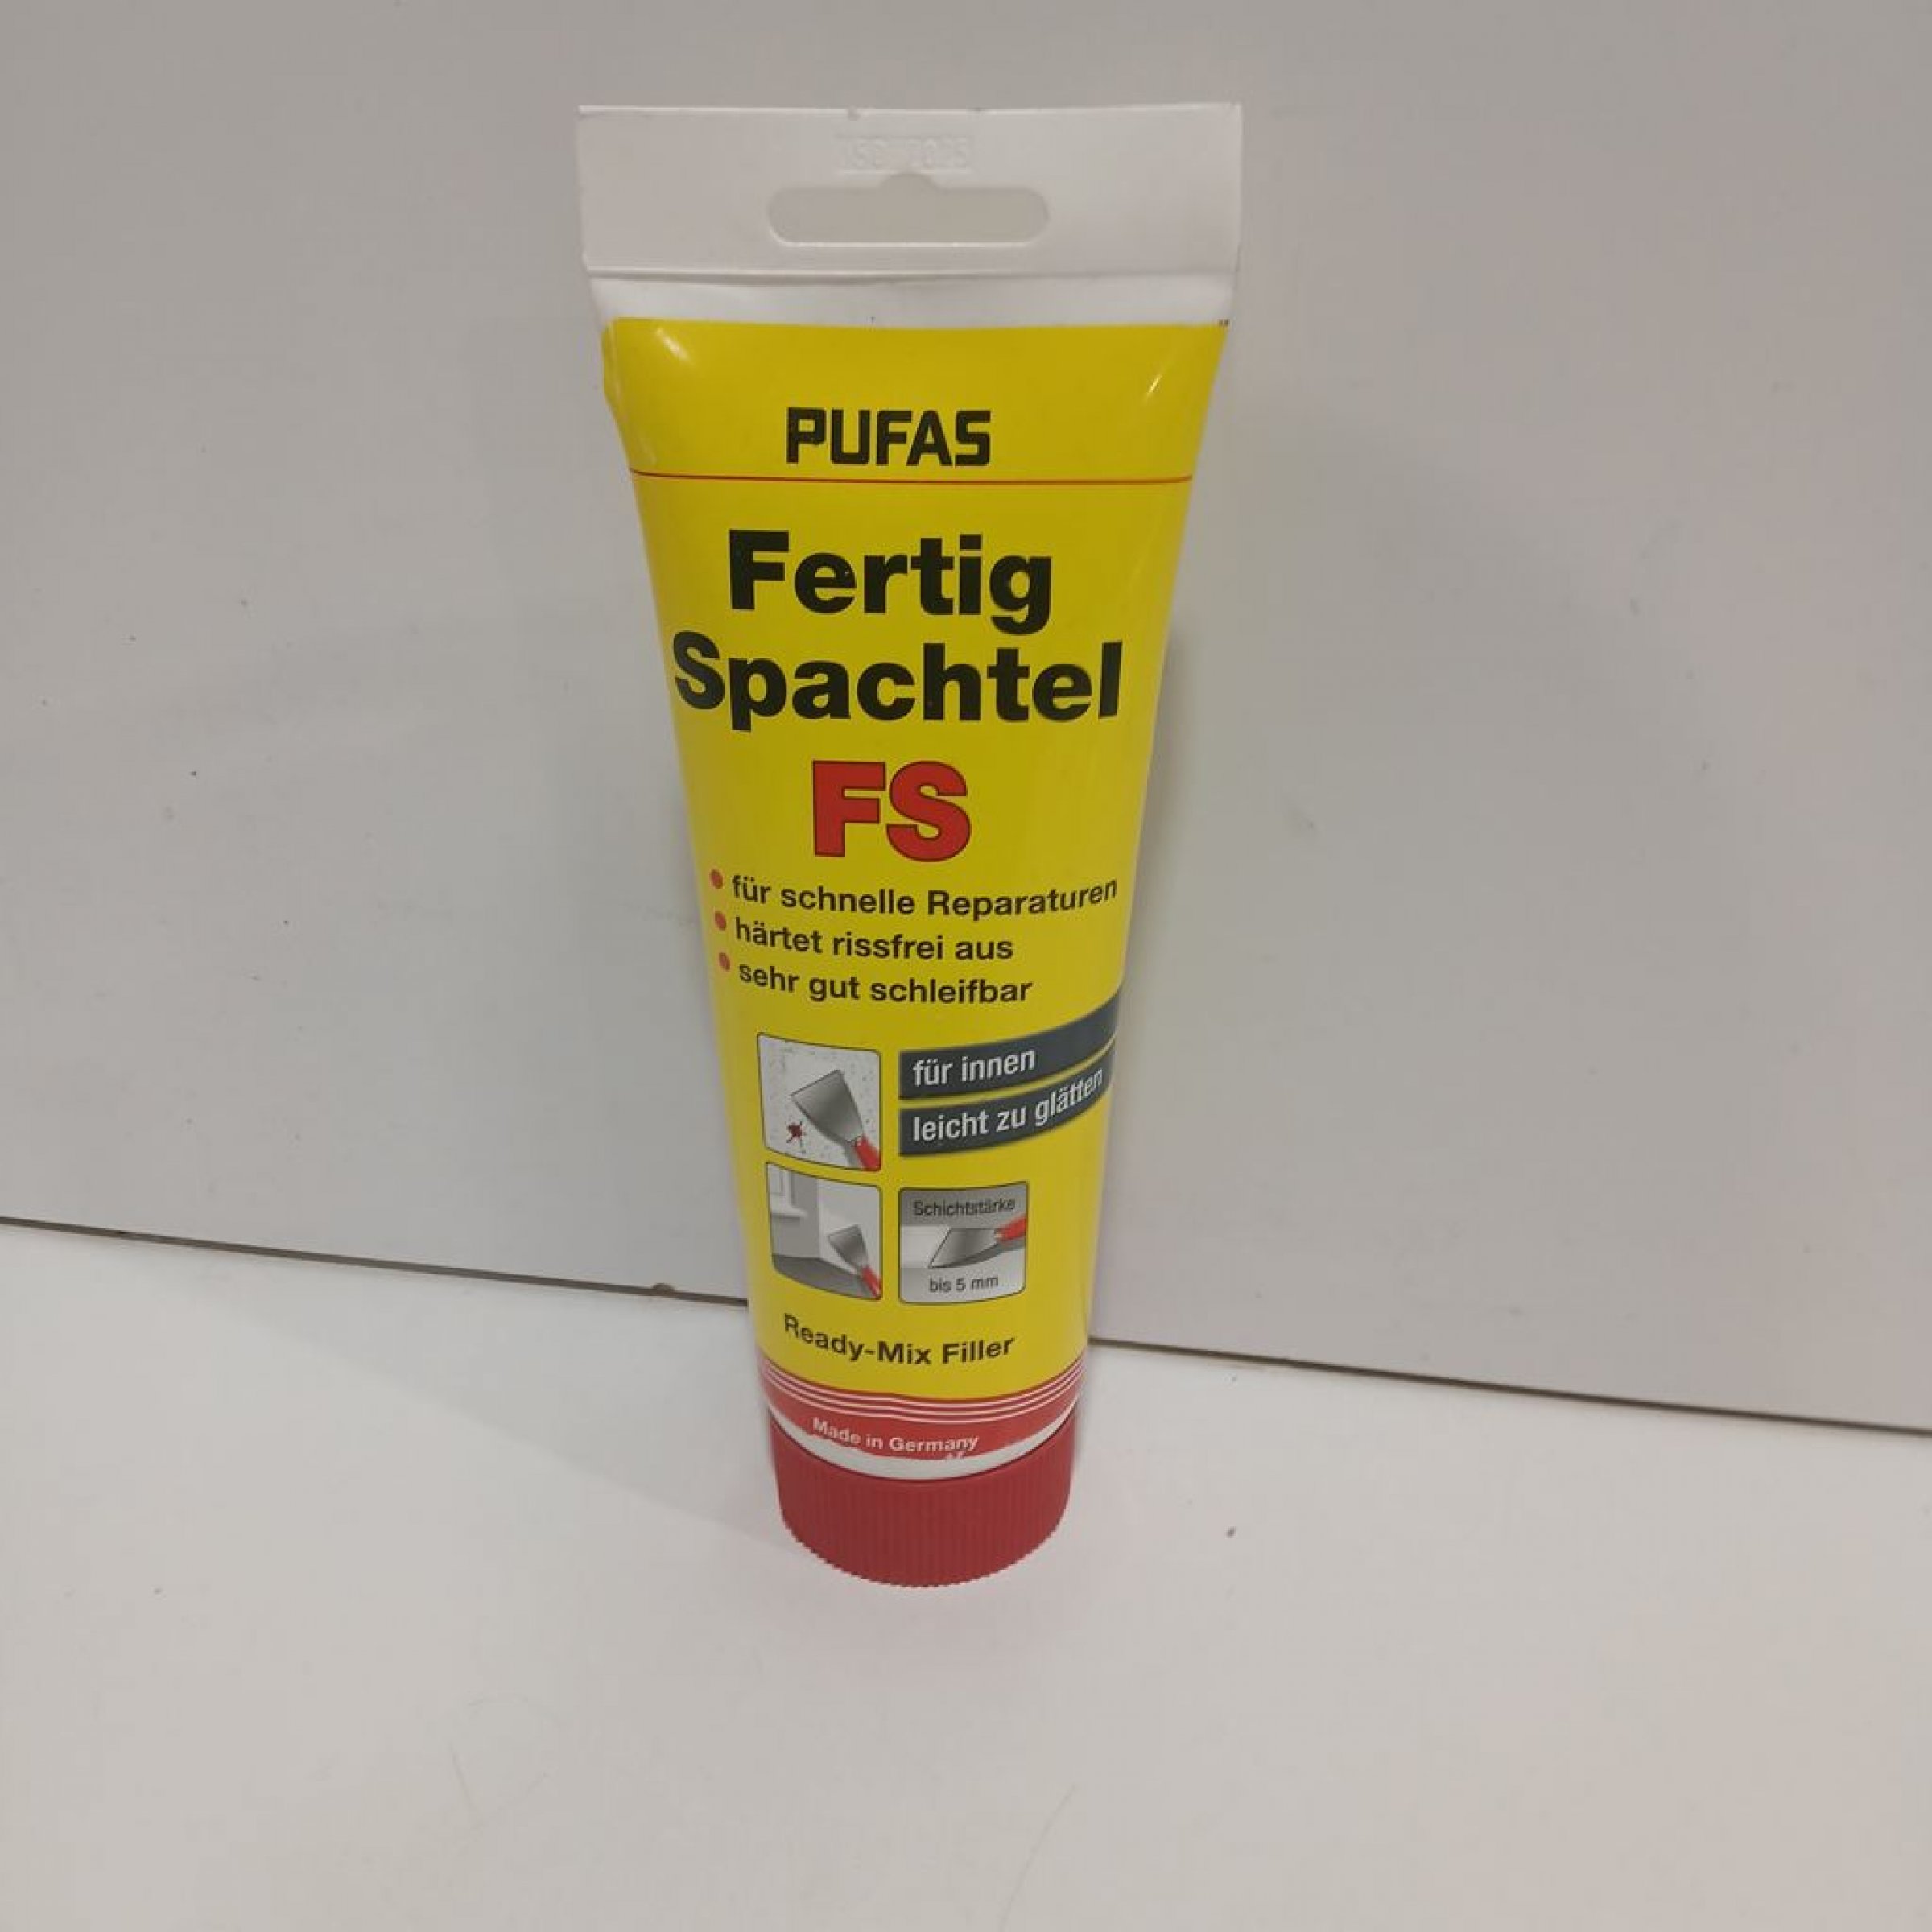 PUFAS
Fertig
Spachtel
FS
für schnelle Reparaturen
härtet rissfrei aus
sehr gut schleifbar
für innen
leicht zu glätten
Schichtstärke
bis 5 mm
Ready-Mix Filler
Made in Germany